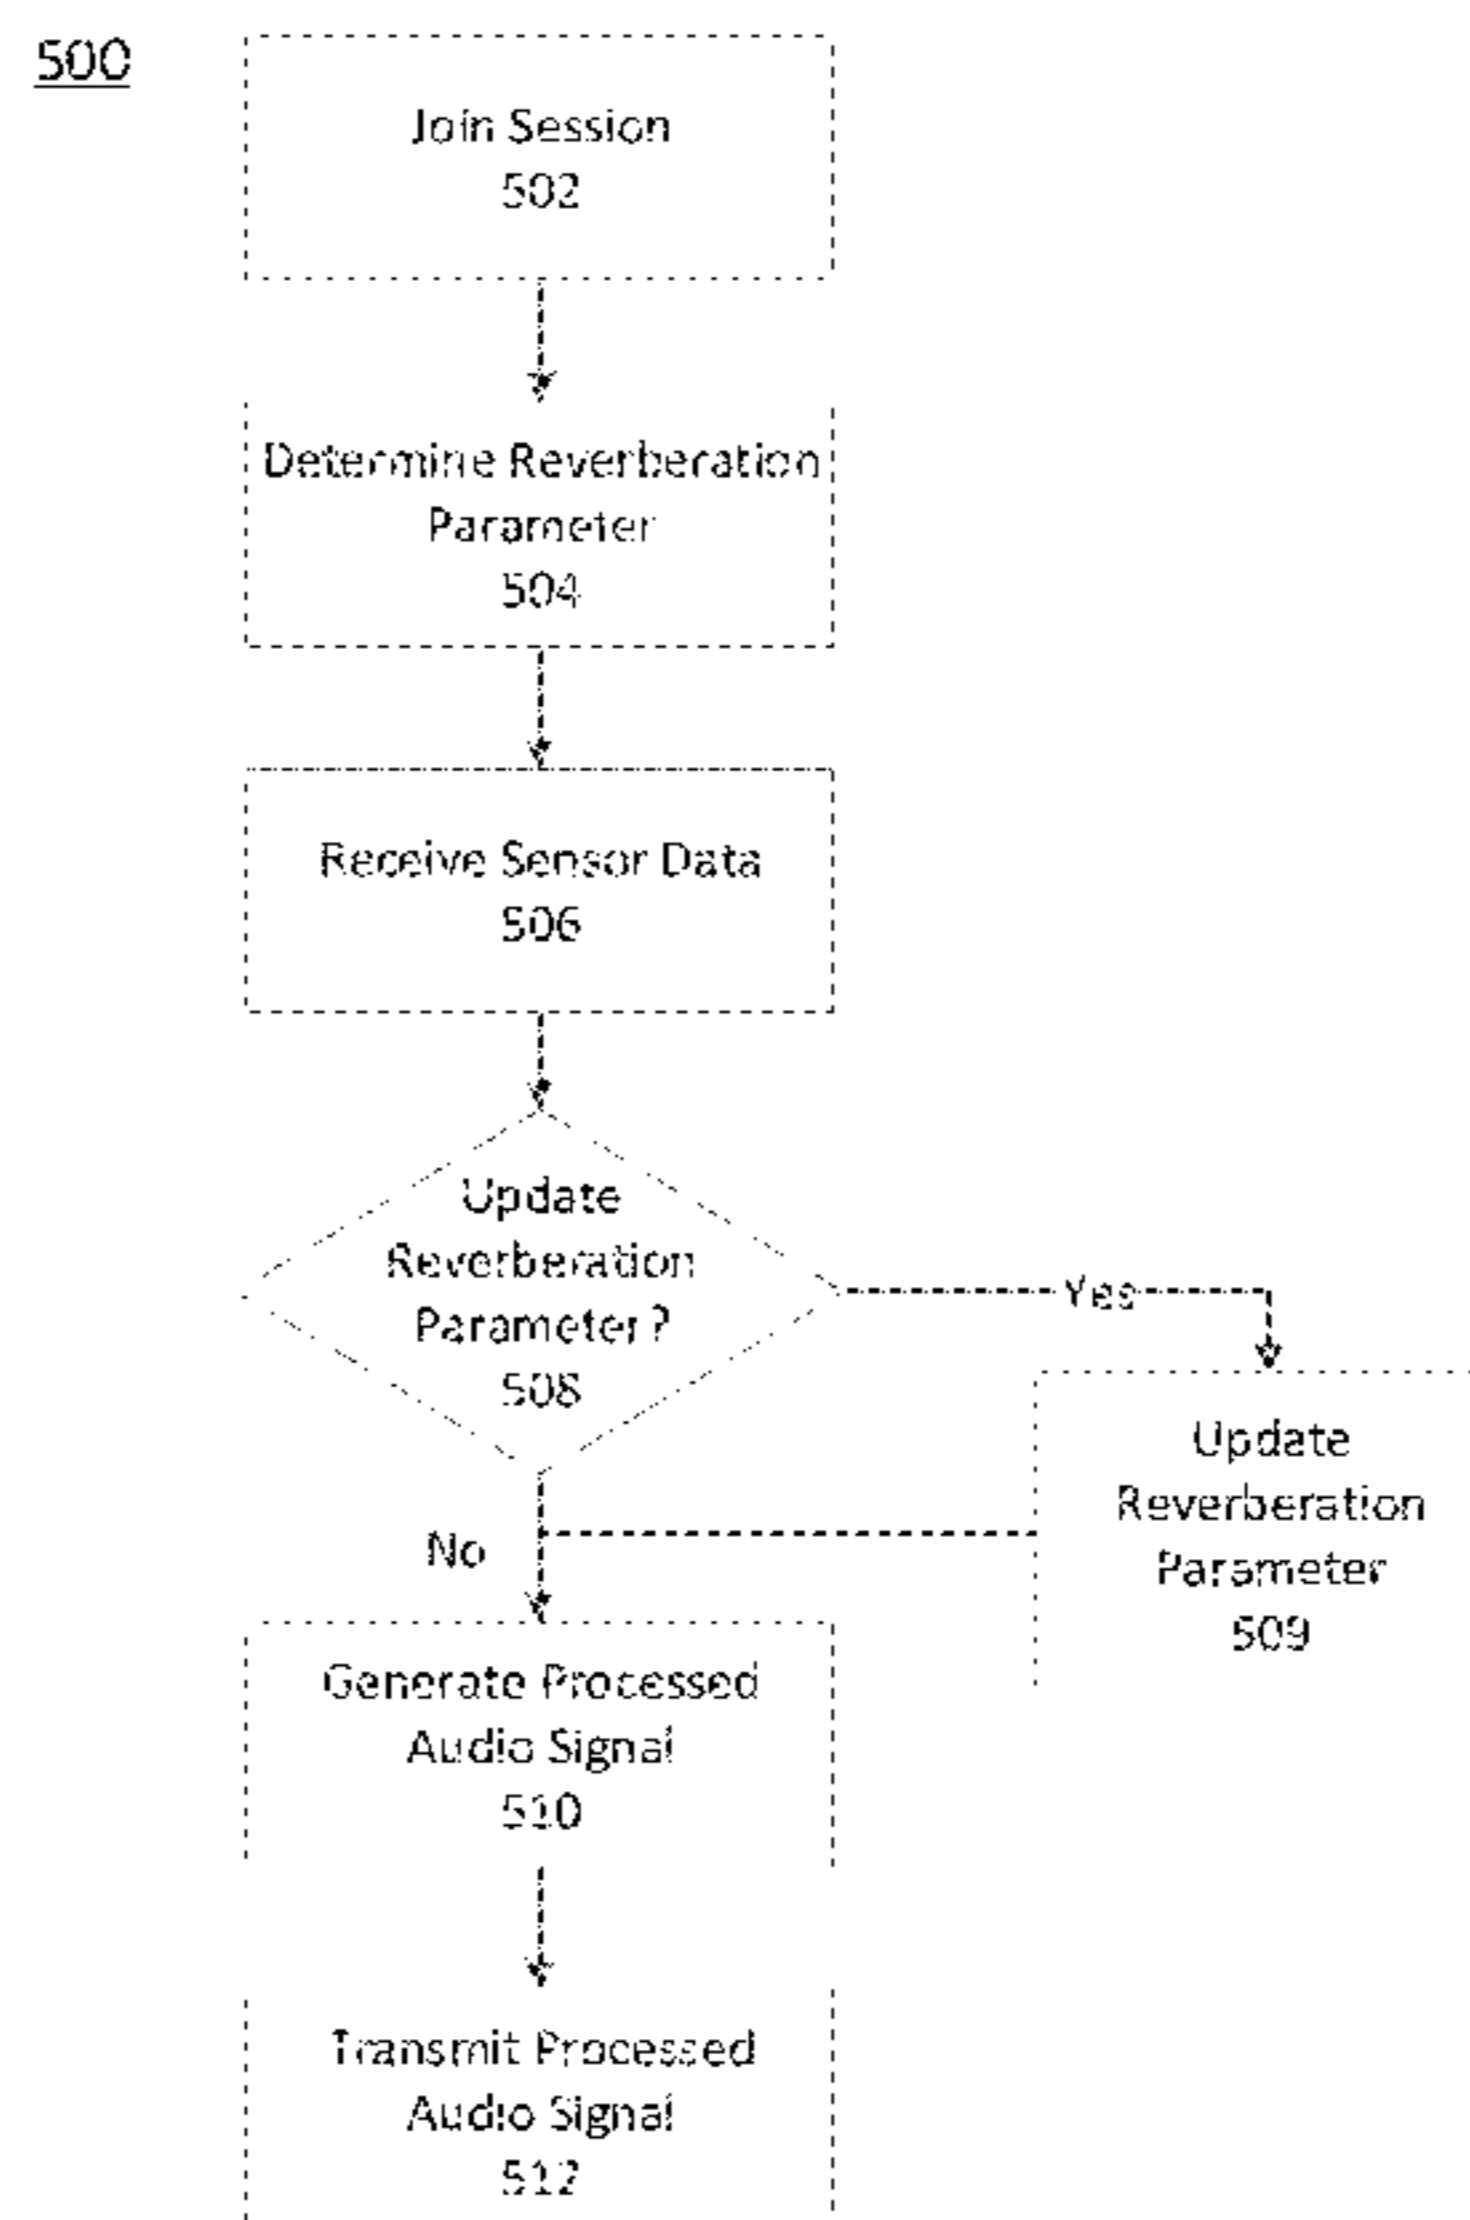 500
Join Session
502
Determine Reverberation
Parameter
504
Receive Sensor Data
506
Update
Reverberation
Parameter?
508
Yes
Update
Reverberation
Parameter
509
No
Generate Processed
Audio Signal
510
Transmit Processed
Audio Signal
512